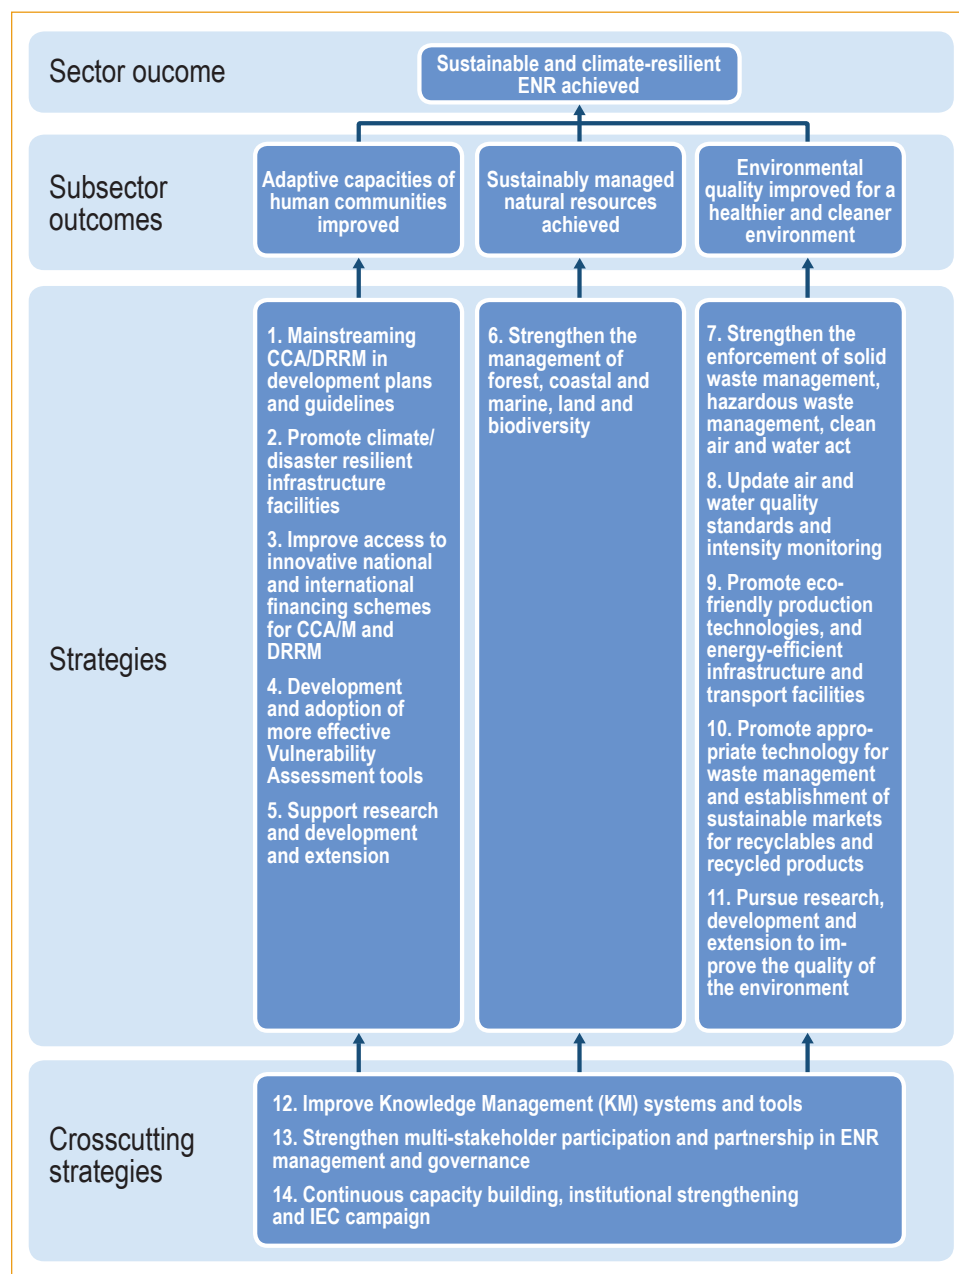 Sector oucome
Sustainable and climate-resilient
ENR achieved
Subsector
outcomes
Adaptive capacities of
human communities
improved
Sustainably managed
natural resources
achieved
Environmental
quality improved for a
healthier and cleaner
environment
Strategies
1. Mainstreaming
CCA/DRRM in
development plans
and guidelines
2. Promote climate/
disaster resilient
infrastructure
facilities
3. Improve access to
innovative national
and international
financing schemes
for CCA/M and
DRRM
4. Development
and adoption of
more effective
Vulnerability
Assessment tools
5. Support research
and development
and extension
6. Strengthen the
management of
forest, coastal and
marine, land and
biodiversity
7. Strengthen the
enforcement of solid
waste management,
hazardous waste
management, clean
air and water act
8. Update air and
water quality
standards and
intensity monitoring
9. Promote eco-
friendly production
technologies, and
energy-efficient
infrastructure and
transport facilities
10. Promote appro-
priate technology for
waste management
and establishment of
sustainable markets
for recyclables and
recycled products
11. Pursue research,
development and
extension to im-
prove the quality of
the environment
Crosscutting
strategies
12. Improve Knowledge Management (KM) systems and tools
13. Strengthen multi-stakeholder participation and partnership in ENR
management and governance
14. Continuous capacity building, institutional strengthening
and IEC campaign